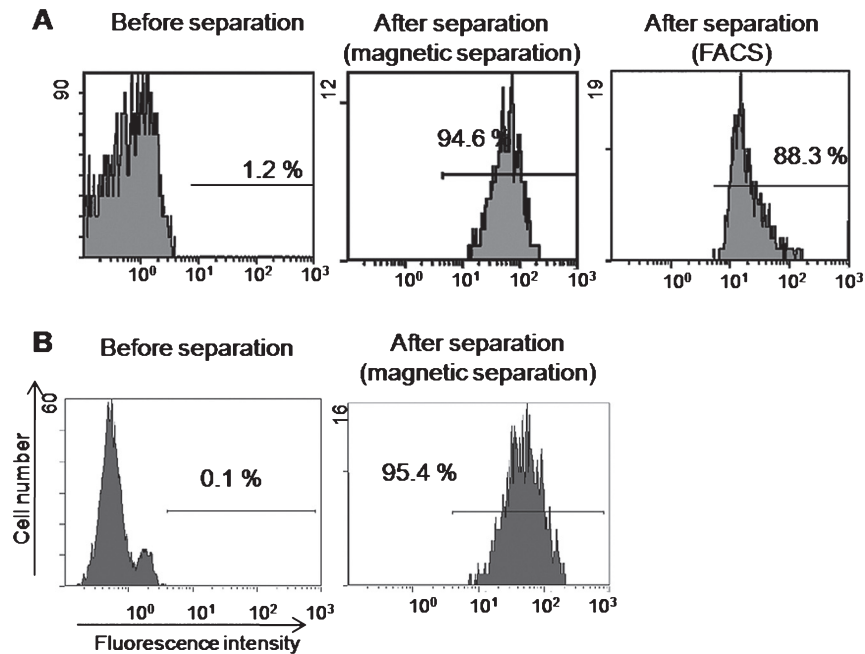 A
Before separation
After separation
(magnetic separation)
After separation
(FACS)
90
1.2 %
10⁰ 10¹ 10² 10³
12
94.6 %
10⁰ 10¹ 10² 10³
19
88.3 %
10⁰ 10¹ 10² 10³
B
Before separation
After separation
(magnetic separation)
Cell number
60
0.1 %
10⁰ 10¹ 10² 10³
Fluorescence intensity
16
95.4 %
10⁰ 10¹ 10² 10³